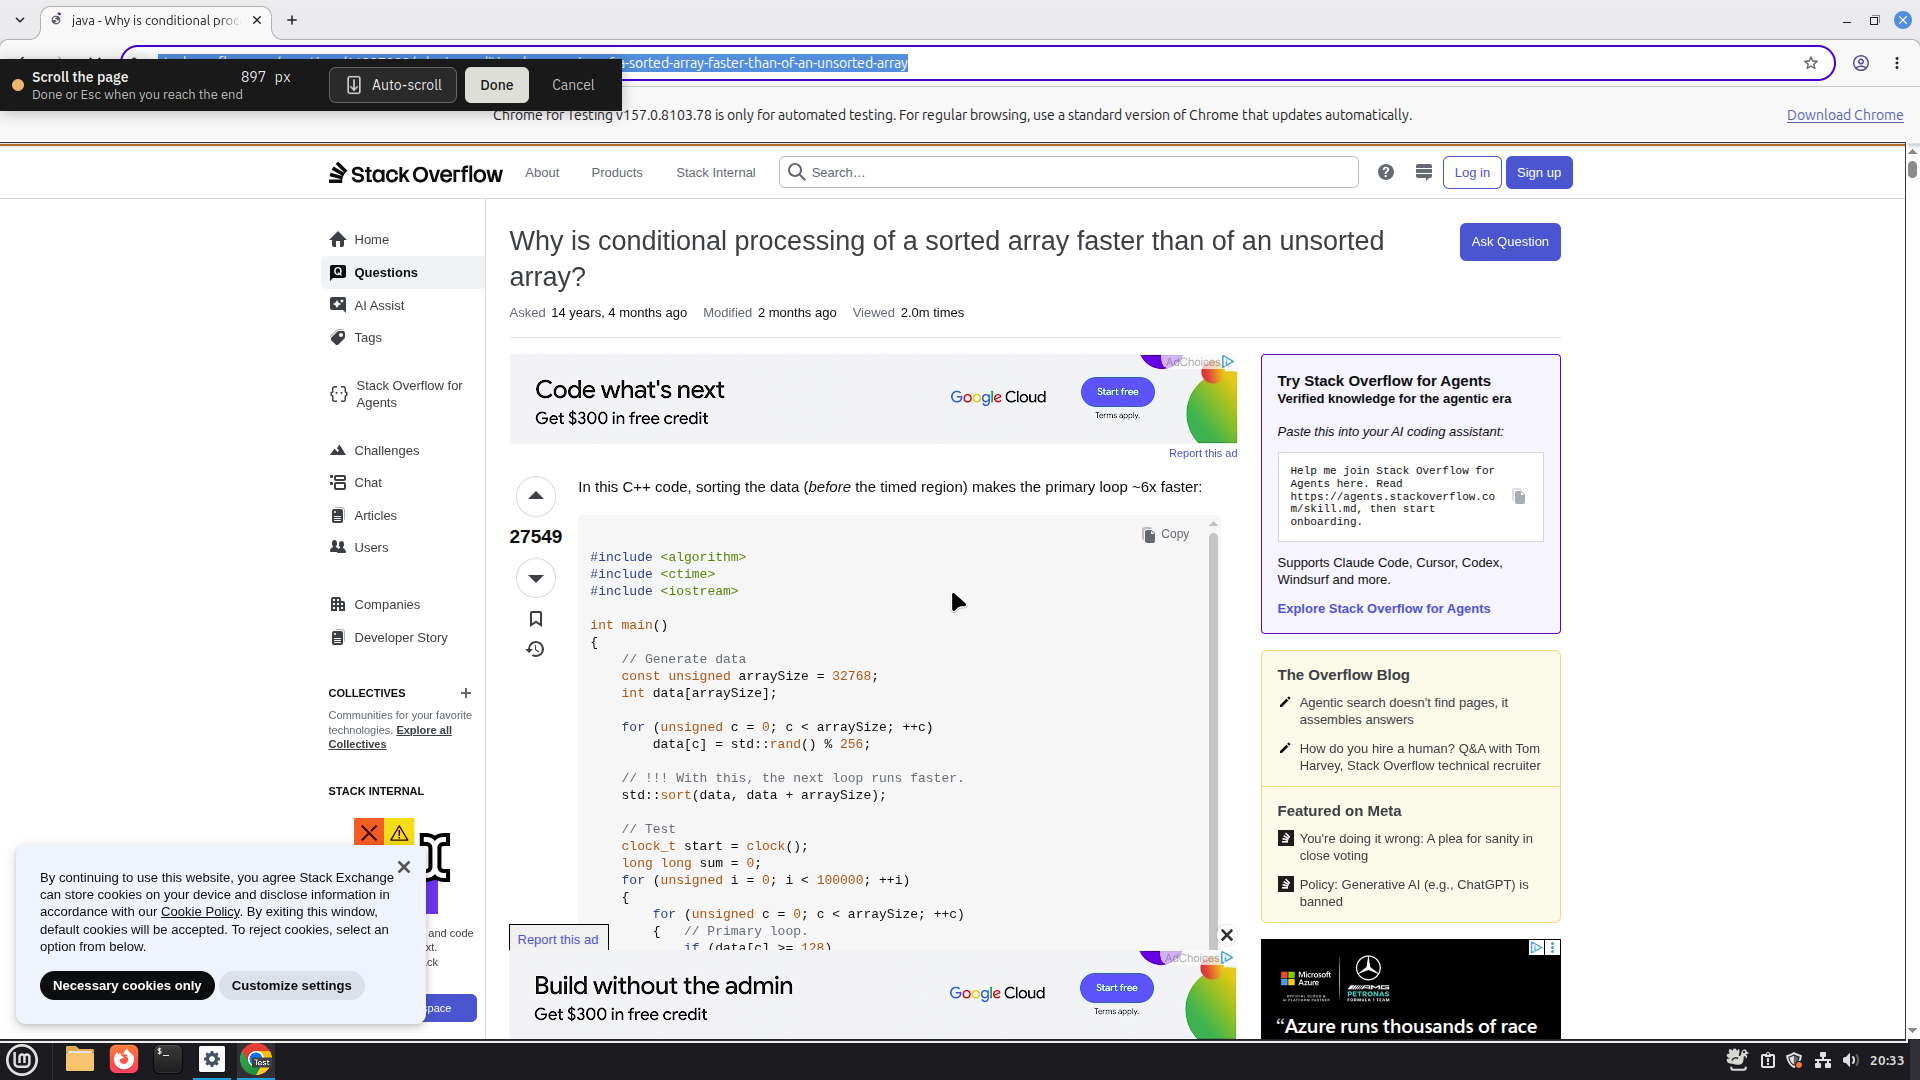 java - Why is conditional proc
a-sorted-array-faster-than-of-an-unsorted-array
Scroll the page
Done or Esc when you reach the end
897 px
Auto-scroll
Done
Cancel
Chrome for Testing v157.0.8103.78 is only for automated testing. For regular browsing, use a standard version of Chrome that updates automatically.
Download Chrome
Stack Overflow
About
Products
Stack Internal
Search…
Log in
Sign up
Home
Questions
AI Assist
Tags
Stack Overflow for
Agents
Challenges
Chat
Articles
Users
Companies
Developer Story
COLLECTIVES
Communities for your favorite
technologies. Explore all
Collectives
STACK INTERNAL
and code
xt.
ck
space
Why is conditional processing of a sorted array faster than of an unsorted
array?
Ask Question
Asked 14 years, 4 months ago Modified 2 months ago Viewed 2.0m times
Code what's next
Get $300 in free credit
Google Cloud
Start free
Terms apply.
AdChoices
Report this ad
27549
In this C++ code, sorting the data (before the timed region) makes the primary loop ~6x faster:
Copy
#include <algorithm>
#include <ctime>
#include <iostream>
int main()
{
// Generate data
const unsigned arraySize = 32768;
int data[arraySize];
for (unsigned c = 0; c < arraySize; ++c)
data[c] = std::rand() % 256;
// !!! With this, the next loop runs faster.
std::sort(data, data + arraySize);
// Test
clock_t start = clock();
long long sum = 0;
for (unsigned i = 0; i < 100000; ++i)
{
for (unsigned c = 0; c < arraySize; ++c)
{ // Primary loop.
if (data[c] >= 128)
Report this ad
Build without the admin
Get $300 in free credit
Google Cloud
Start free
Terms apply.
AdChoices
Try Stack Overflow for Agents
Verified knowledge for the agentic era
Paste this into your AI coding assistant:
Help me join Stack Overflow for
Agents here. Read
https://agents.stackoverflow.co
m/skill.md, then start
onboarding.
Supports Claude Code, Cursor, Codex,
Windsurf and more.
Explore Stack Overflow for Agents
The Overflow Blog
Agentic search doesn't find pages, it
assembles answers
How do you hire a human? Q&A with Tom
Harvey, Stack Overflow technical recruiter
Featured on Meta
You're doing it wrong: A plea for sanity in
close voting
Policy: Generative AI (e.g., ChatGPT) is
banned
Microsoft
Azure
AMG
PETRONAS
FORMULA 1 TEAM
“Azure runs thousands of race
By continuing to use this website, you agree Stack Exchange
can store cookies on your device and disclose information in
accordance with our Cookie Policy. By exiting this window,
default cookies will be accepted. To reject cookies, select an
option from below.
Necessary cookies only
Customize settings
Test
20:33